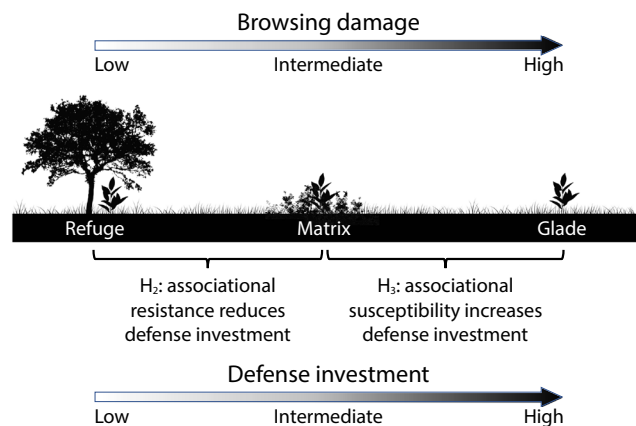 Browsing damage
Low Intermediate High
Refuge Matrix Glade
H₂: associational
resistance reduces
defense investment
H₃: associational
susceptibility increases
defense investment
Defense investment
Low Intermediate High